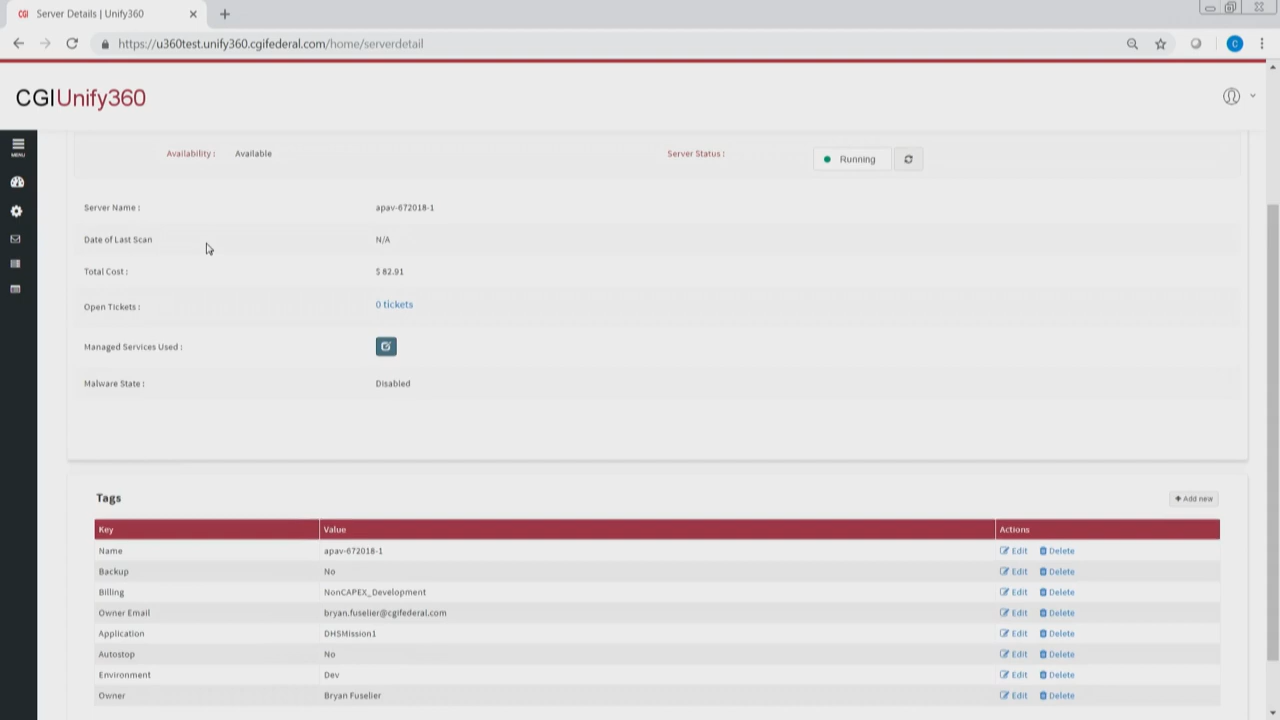 CGI Server Details | Unify360
https://u360test.unify360.cgifederal.com/home/serverdetail
C
CGI Unify360
MENU
Availability : Available Server Status : Running
Server Name : apav-672018-1
Date of Last Scan N/A
Total Cost : $ 82.91
Open Tickets : 0 tickets
Managed Services Used :
Malware State : Disabled
Tags
Add new
Key Value Actions
Name apav-672018-1 Edit Delete
Backup No Edit Delete
Billing NonCAPEX_Development Edit Delete
Owner Email bryan.fuselier@cgifederal.com Edit Delete
Application DHSMission1 Edit Delete
Autostop No Edit Delete
Environment Dev Edit Delete
Owner Bryan Fuselier Edit Delete